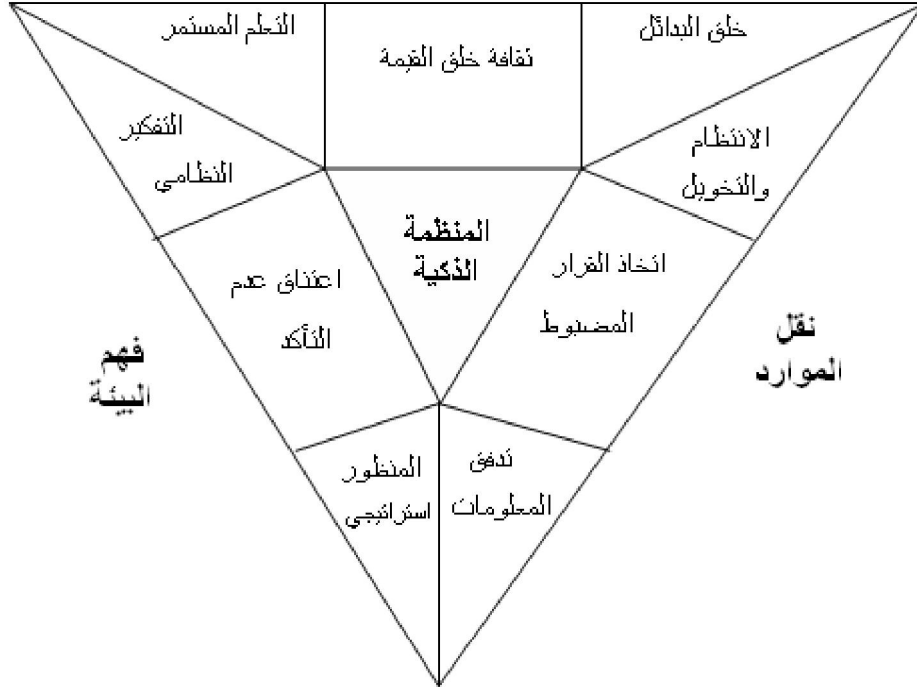 خلق البدائل
ثقافة خلق القيمة
التعلم المستمر
الانتظام
والتخويل
التفكير
النظامي
المنظمة
الذكية
اتخاذ القرار
المضبوط
اعتناق عدم
التأكد
نقل
الموارد
فهم
البيئة
تدفق
المعلومات
المنظور
استراتيجي